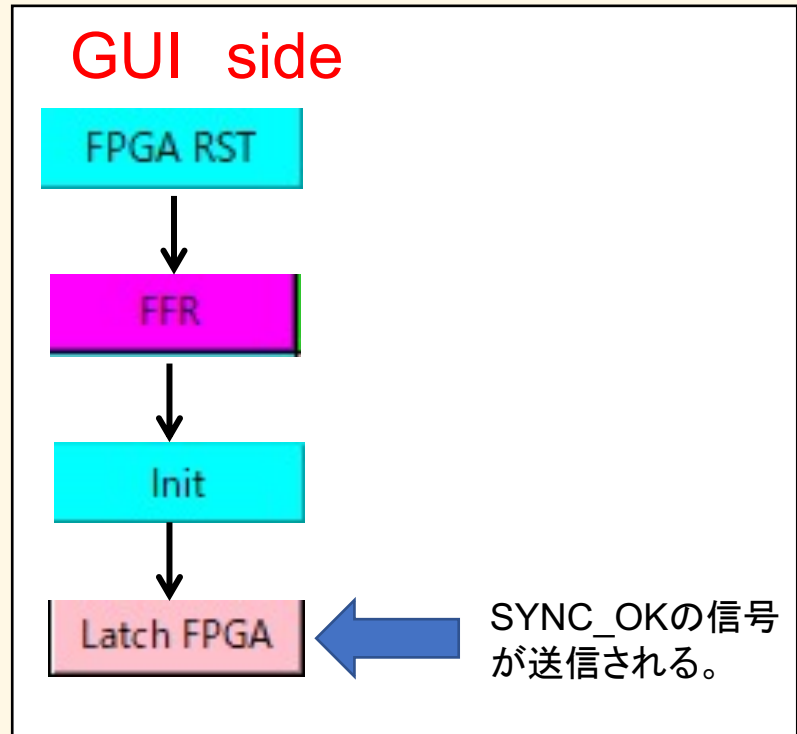 GUI side
FPGA RST
FFR
Init
Latch FPGA
SYNC_OKの信号
が送信される。